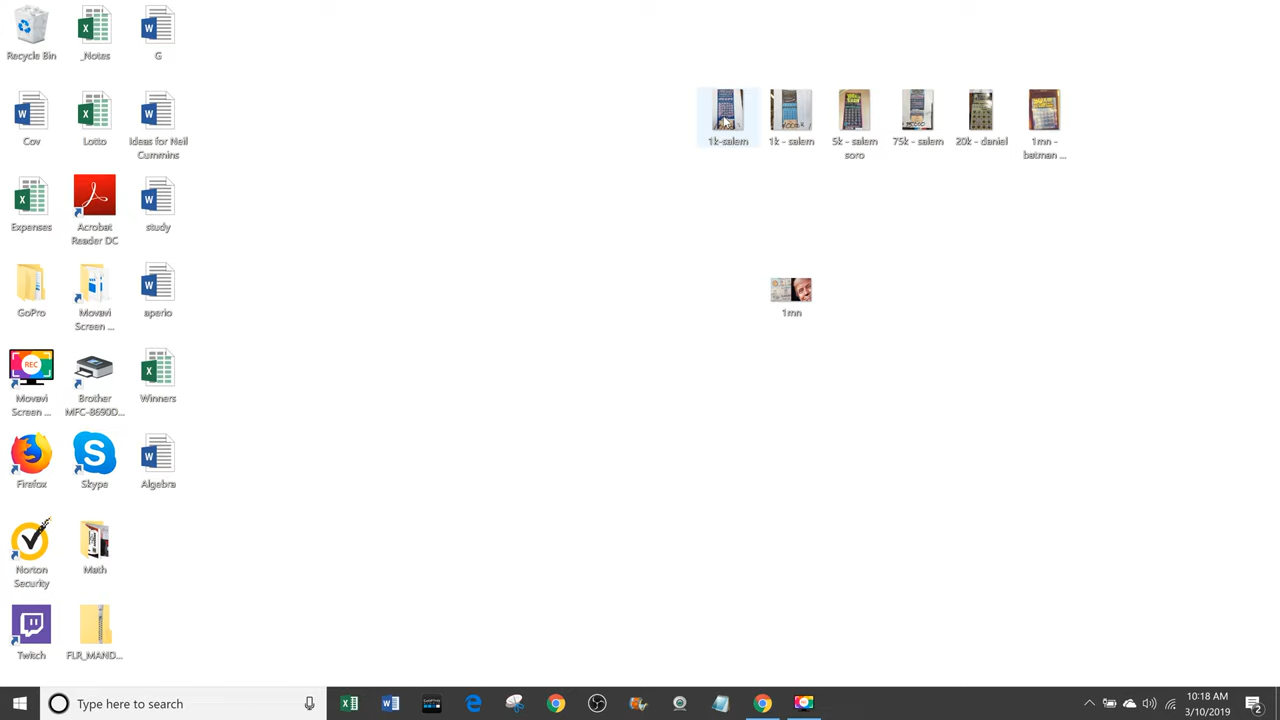 Recycle Bin
_Notes
G
Cov
Lotto
Ideas for Neil
Cummins
1k-salem
1k - salem
5k - salem
soro
75k - salem
20k - daniel
1mn -
batman ...
Expenses
Acrobat
Reader DC
study
GoPro
Movavi
Screen ...
aperio
1mn
REC
Movavi
Screen ...
Brother
MFC-8690D...
Winners
Firefox
Skype
Algebra
Norton
Security
Math
Twitch
FLR_MAND...
Type here to search
10:18 AM
3/10/2019
2